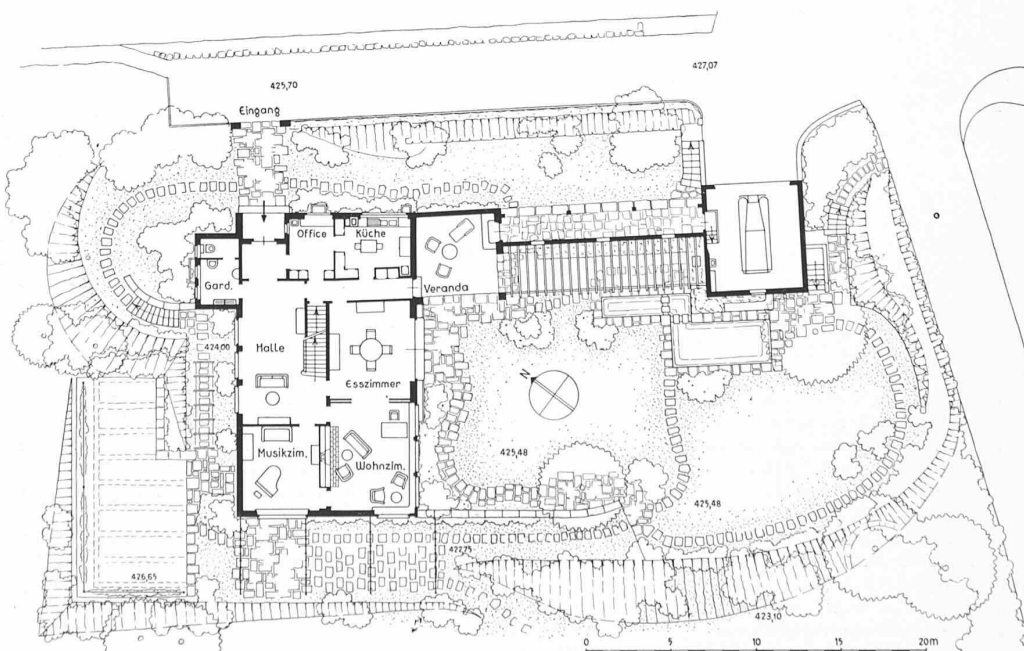 427,07
425,70
Eingang
Office
Küche
Gard.
Veranda
424,00
Halle
Esszimmer
N
425,48
Musikzim.
Wohnzim.
425,48
422,75
426,65
423,10
0 5 10 15 20m